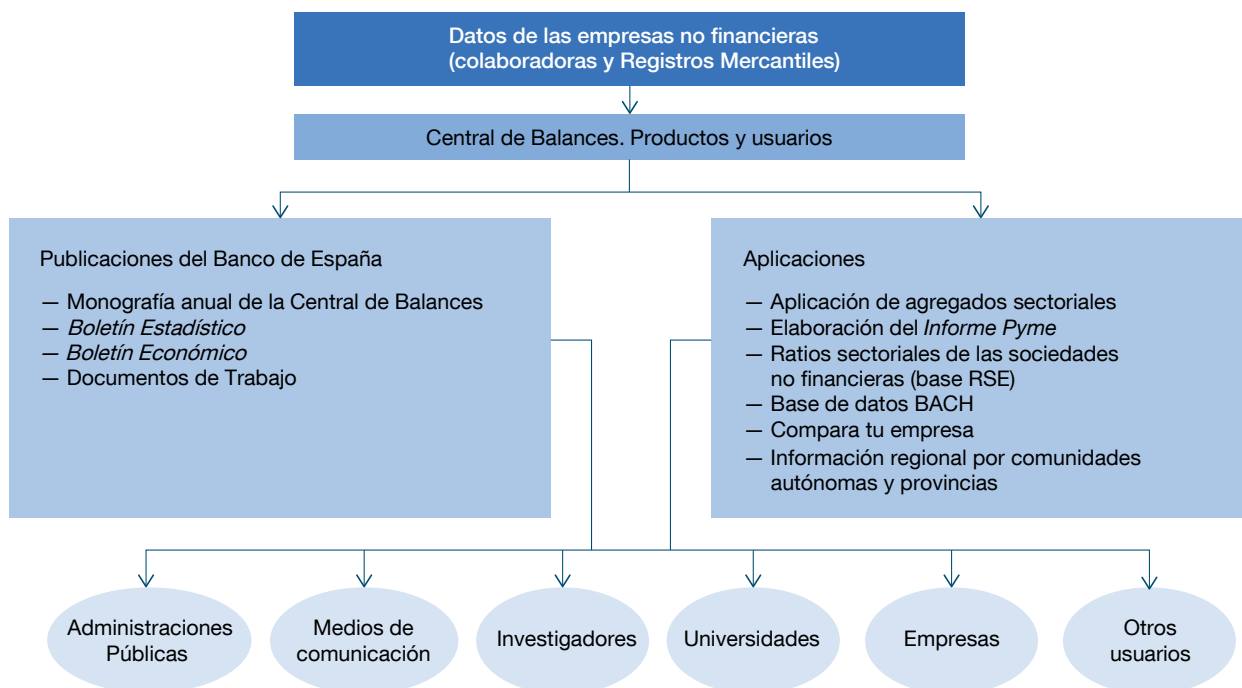 Datos de las empresas no financieras
(colaboradoras y Registros Mercantiles)
Central de Balances. Productos y usuarios
Publicaciones del Banco de España
— Monografía anual de la Central de Balances
— Boletín Estadístico
— Boletín Económico
— Documentos de Trabajo
Aplicaciones
— Aplicación de agregados sectoriales
— Elaboración del Informe Pyme
— Ratios sectoriales de las sociedades
no financieras (base RSE)
— Base de datos BACH
— Compara tu empresa
— Información regional por comunidades
autónomas y provincias
Administraciones
Públicas
Medios de
comunicación
Investigadores
Universidades
Empresas
Otros
usuarios